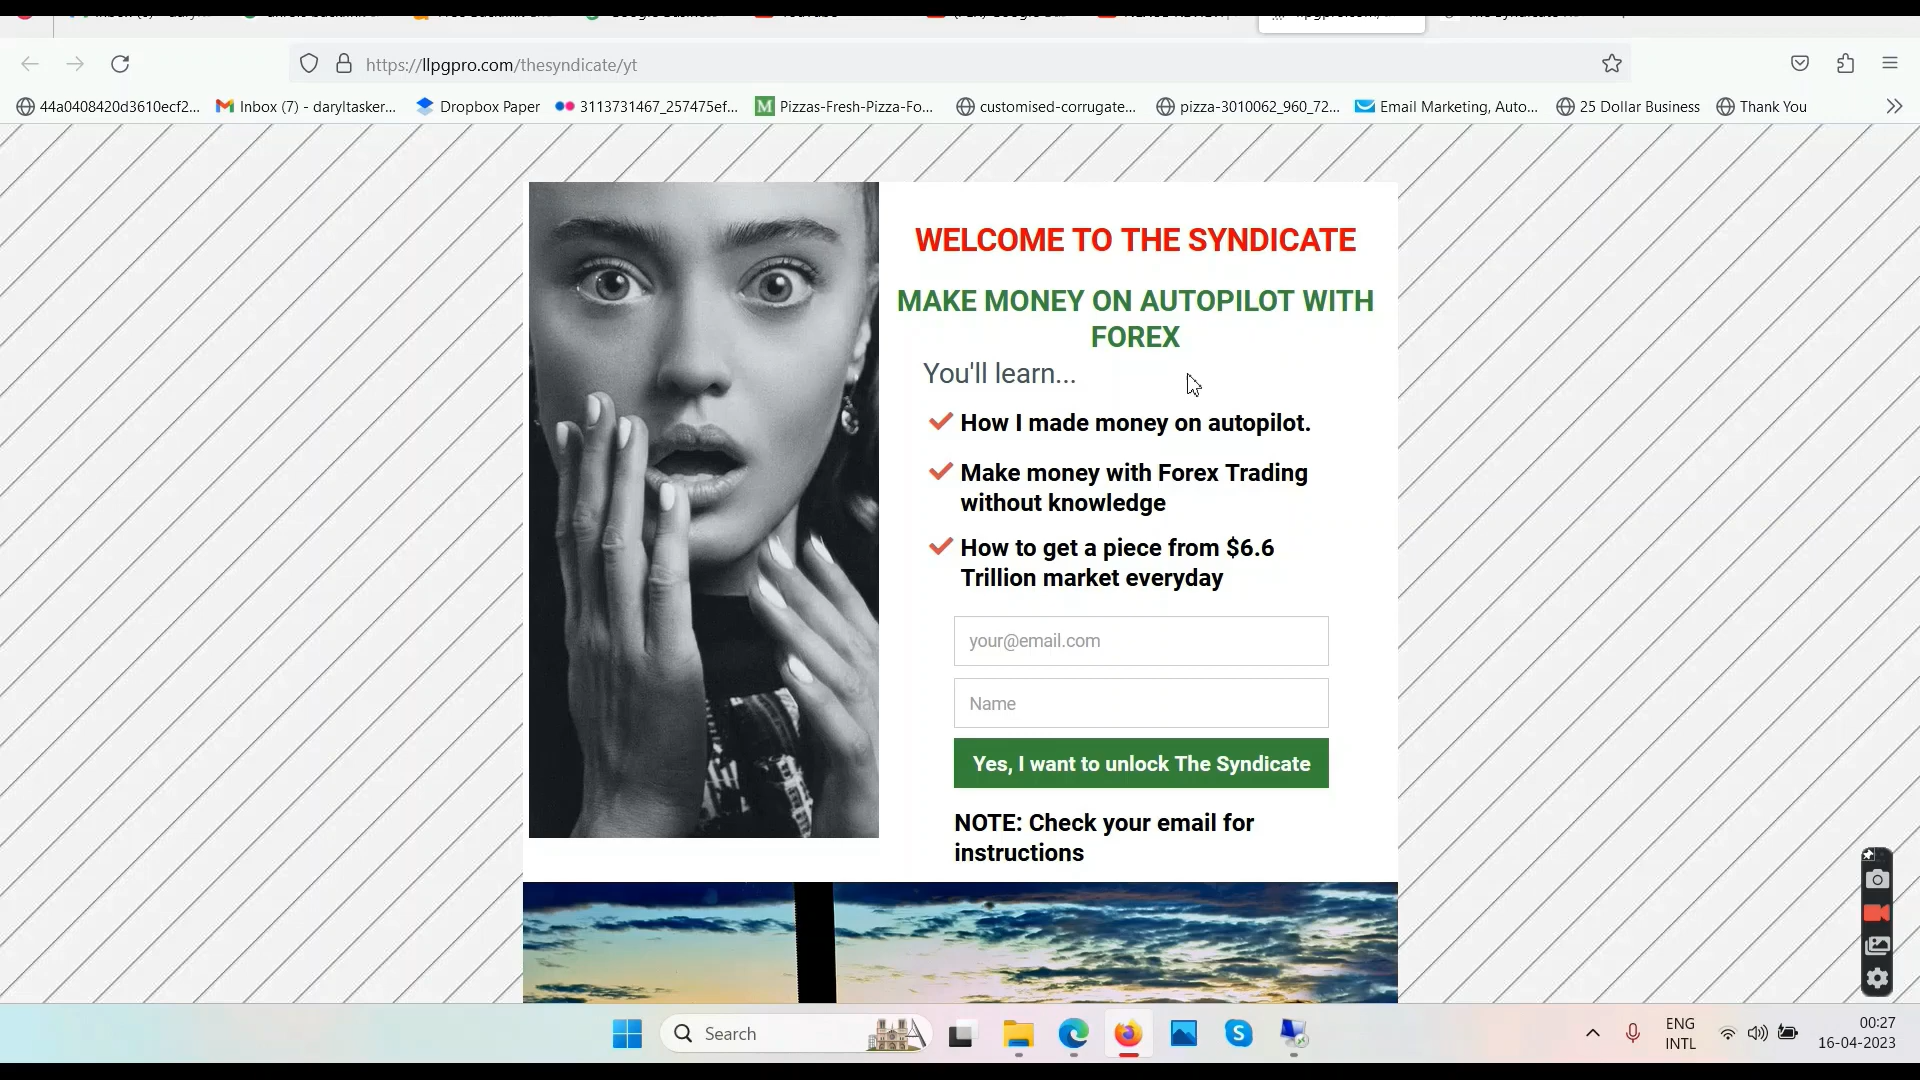 https://llpgpro.com/thesyndicate/yt
44a0408420d3610ecf2...
Inbox (7) - daryltasker...
Dropbox Paper
3113731467_257475ef...
Pizzas-Fresh-Pizza-Fo...
customised-corrugate...
pizza-3010062_960_72...
Email Marketing, Auto...
25 Dollar Business
Thank You
WELCOME TO THE SYNDICATE
MAKE MONEY ON AUTOPILOT WITH
FOREX
You'll learn...
How I made money on autopilot.
Make money with Forex Trading
without knowledge
How to get a piece from $6.6
Trillion market everyday
your@email.com
Name
Yes, I want to unlock The Syndicate
NOTE: Check your email for
instructions
Search
ENG
INTL
00:27
16-04-2023